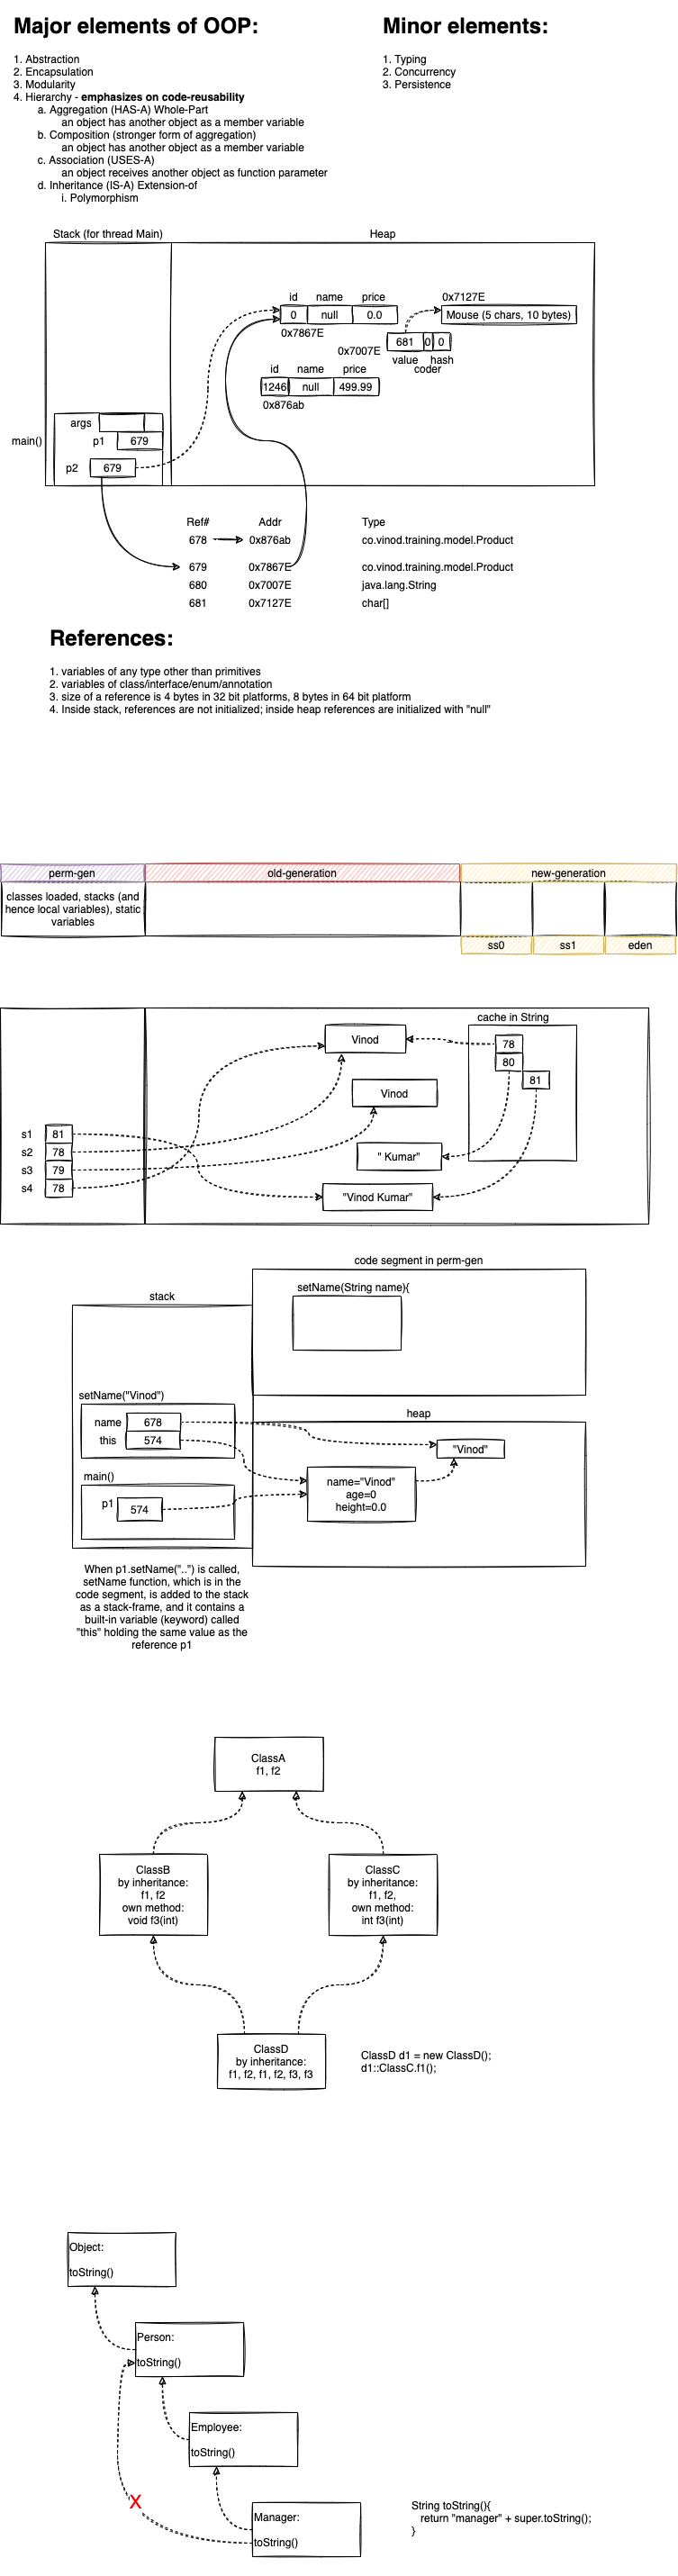 Major elements of OOP:
1. Abstraction
2. Encapsulation
3. Modularity
4. Hierarchy - emphasizes on code-reusability
a. Aggregation (HAS-A) Whole-Part
an object has another object as a member variable
b. Composition (stronger form of aggregation)
an object has another object as a member variable
c. Association (USES-A)
an object receives another object as function parameter
d. Inheritance (IS-A) Extension-of
i. Polymorphism
Minor elements:
1. Typing
2. Concurrency
3. Persistence
Stack (for thread Main)
Heap
id name price
0 null 0.0
0x7867E
0x7127E
Mouse (5 chars, 10 bytes)
0x7007E
681 0 0
value hash
coder
id name price
1246 null 499.99
0x876ab
main()
args
p1 679
p2 679
Ref# Addr Type
678 0x876ab co.vinod.training.model.Product
679 0x7867E co.vinod.training.model.Product
680 0x7007E java.lang.String
681 0x7127E char[]
References:
1. variables of any type other than primitives
2. variables of class/interface/enum/annotation
3. size of a reference is 4 bytes in 32 bit platforms, 8 bytes in 64 bit platform
4. Inside stack, references are not initialized; inside heap references are initialized with "null"
perm-gen old-generation new-generation
classes loaded, stacks (and
hence local variables), static
variables
ss0 ss1 eden
cache in String
Vinod
78
80
81
Vinod
s1 81
s2 78
s3 79
s4 78
" Kumar"
"Vinod Kumar"
code segment in perm-gen
setName(String name){
stack
setName("Vinod")
name 678
this 574
main()
p1 574
heap
"Vinod"
name="Vinod"
age=0
height=0.0
When p1.setName("..") is called,
setName function, which is in the
code segment, is added to the stack
as a stack-frame, and it contains a
built-in variable (keyword) called
"this" holding the same value as the
reference p1
ClassA
f1, f2
ClassB
by inheritance:
f1, f2
own method:
void f3(int)
ClassC
by inheritance:
f1, f2,
own method:
int f3(int)
ClassD
by inheritance:
f1, f2, f1, f2, f3, f3
ClassD d1 = new ClassD();
d1::ClassC.f1();
Object:
toString()
Person:
toString()
Employee:
toString()
X
Manager:
toString()
String toString(){
return "manager" + super.toString();
}